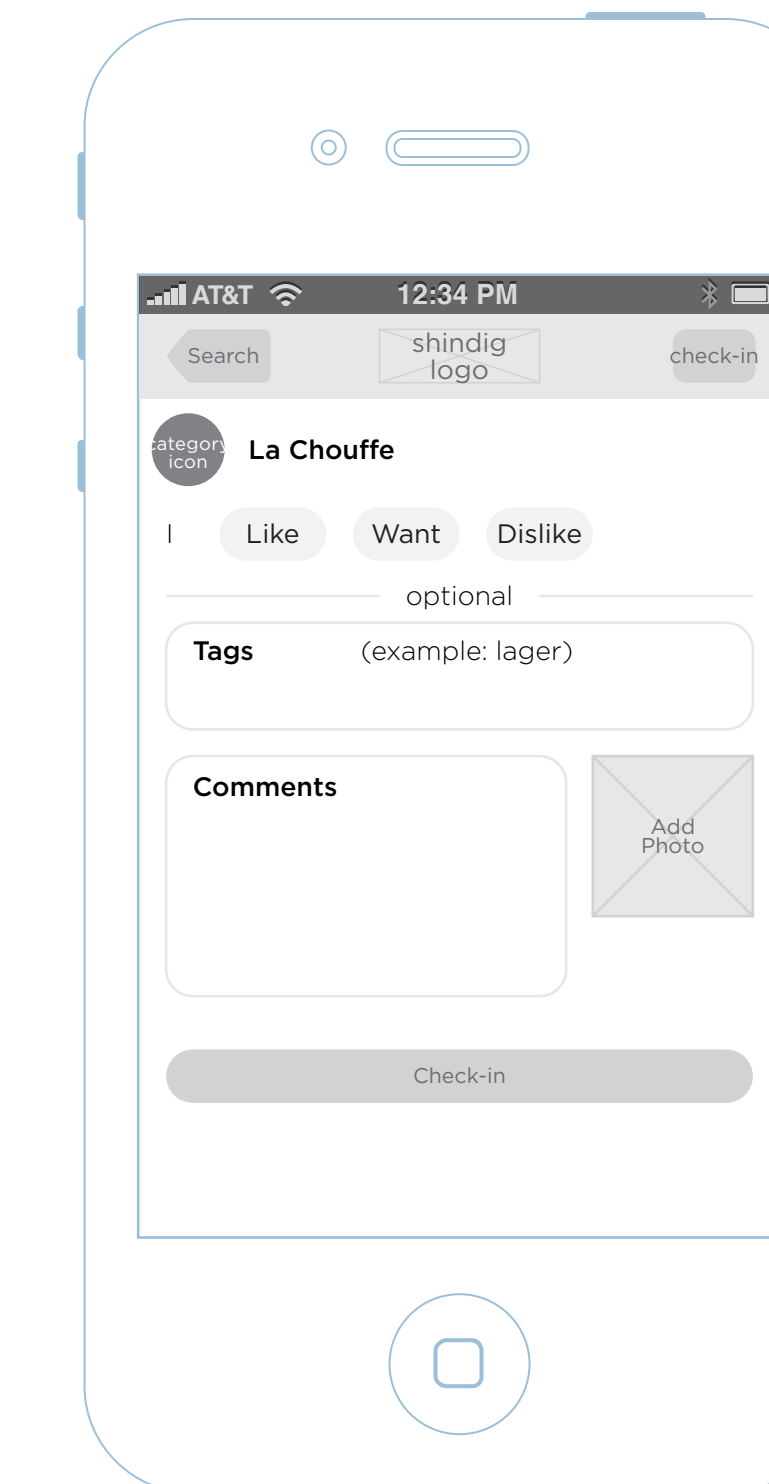 AT&T 12:34 PM
Search
shindig
logo
check-in
category
icon
La Chouffe
I Like Want Dislike
optional
Tags (example: lager)
Comments
Add
Photo
Check-in